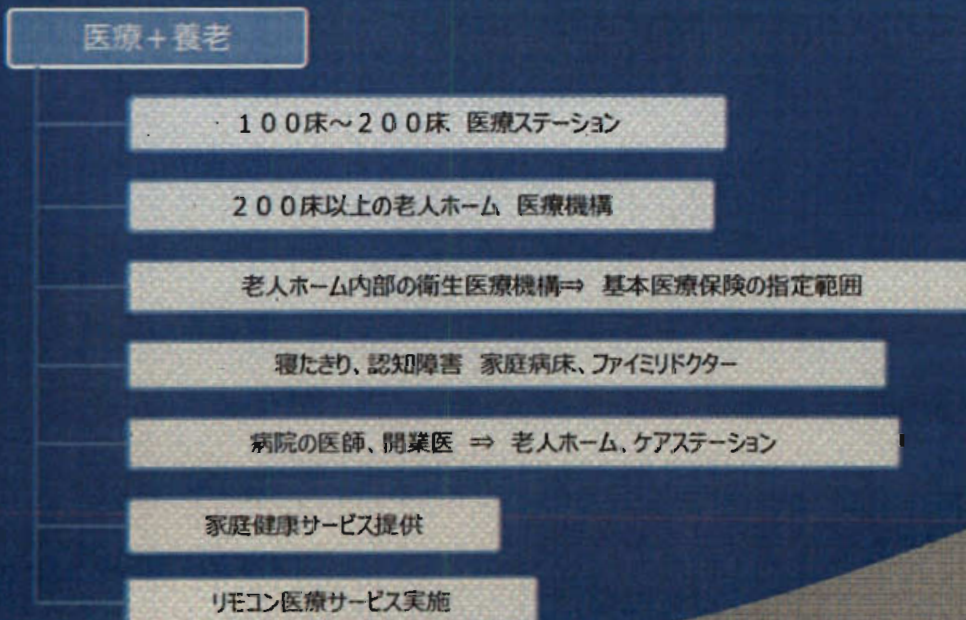 医療+養老
100床~200床 医療ステーション
200床以上の老人ホーム 医療機構
老人ホーム内部の衛生医療機構⇒ 基本医療保険の指定範囲
寝たきり、認知障害 家庭病床、ファイミリドクター
病院の医師、開業医 ⇒ 老人ホーム、ケアステーション
家庭健康サービス提供
リモコン医療サービス実施